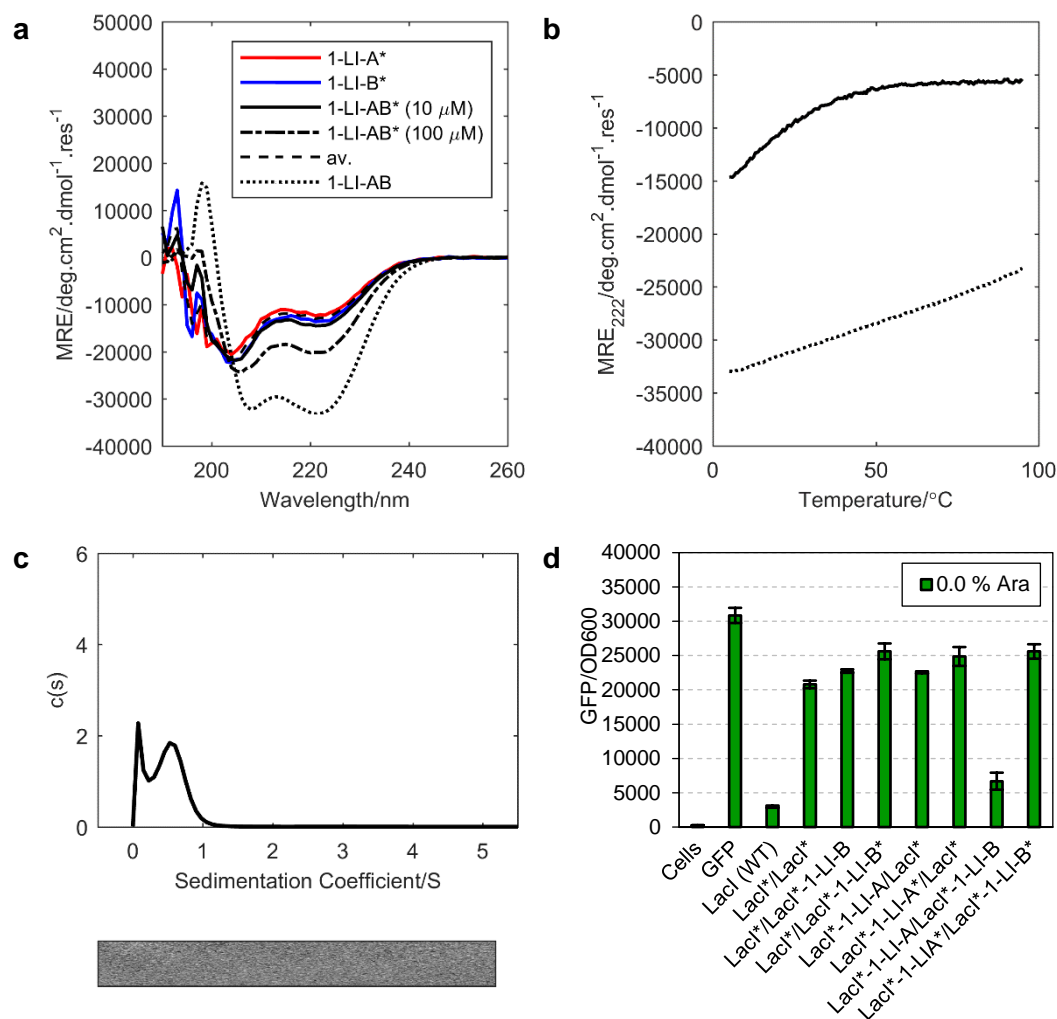 a
50000
40000
30000
20000
10000
0
-10000
-20000
-30000
-40000
MRE/deg.cm².dmol⁻¹.res⁻¹
1-LI-A*
1-LI-B*
1-LI-AB* (10 μM)
1-LI-AB* (100 μM)
av.
1-LI-AB
200 220 240 260
Wavelength/nm
b
0
-5000
-10000
-15000
-20000
-25000
-30000
-35000
-40000
MRE₂₂₂/deg.cm².dmol⁻¹.res⁻¹
0 50 100
Temperature/°C
c
6
4
2
0
c(s)
0 1 2 3 4 5
Sedimentation Coefficient/S
d
40000
35000
30000
25000
20000
15000
10000
5000
0
GFP/OD600
0.0 % Ara
Cells
GFP
LacI (WT)
LacI*/LacI*
LacI*/LacI*-1-LI-B
LacI*/LacI*-1-LI-B*
LacI*-1-LI-A/LacI*
LacI*-1-LI-A*/LacI*
LacI*-1-LI-A/LacI*-1-LI-B
LacI*-1-LIA*/LacI*-1-LI-B*